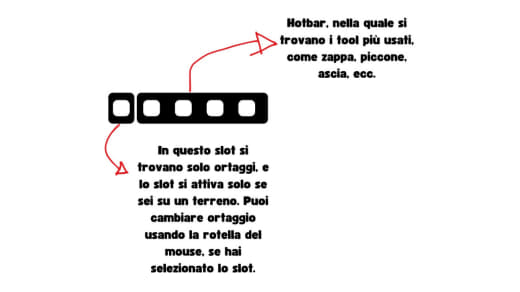 Hotbar, nella quale si
trovano i tool più usati,
come zappa, piccone,
ascia, ecc.
In questo slot si
trovano solo ortaggi, e
lo slot si attiva solo se
sei su un terreno. Puoi
cambiare ortaggio
usando la rotella del
mouse, se hai
selezionato lo slot.